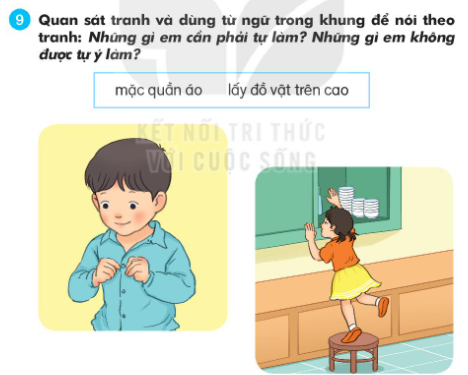 9 Quan sát tranh và dùng từ ngữ trong khung để nói theo
tranh: Những gì em cần phải tự làm? Những gì em không
được tự ý làm?
mặc quần áo lấy đồ vật trên cao
KẾT NỐI TRI THỨC
VỚI CUỘC SỐNG